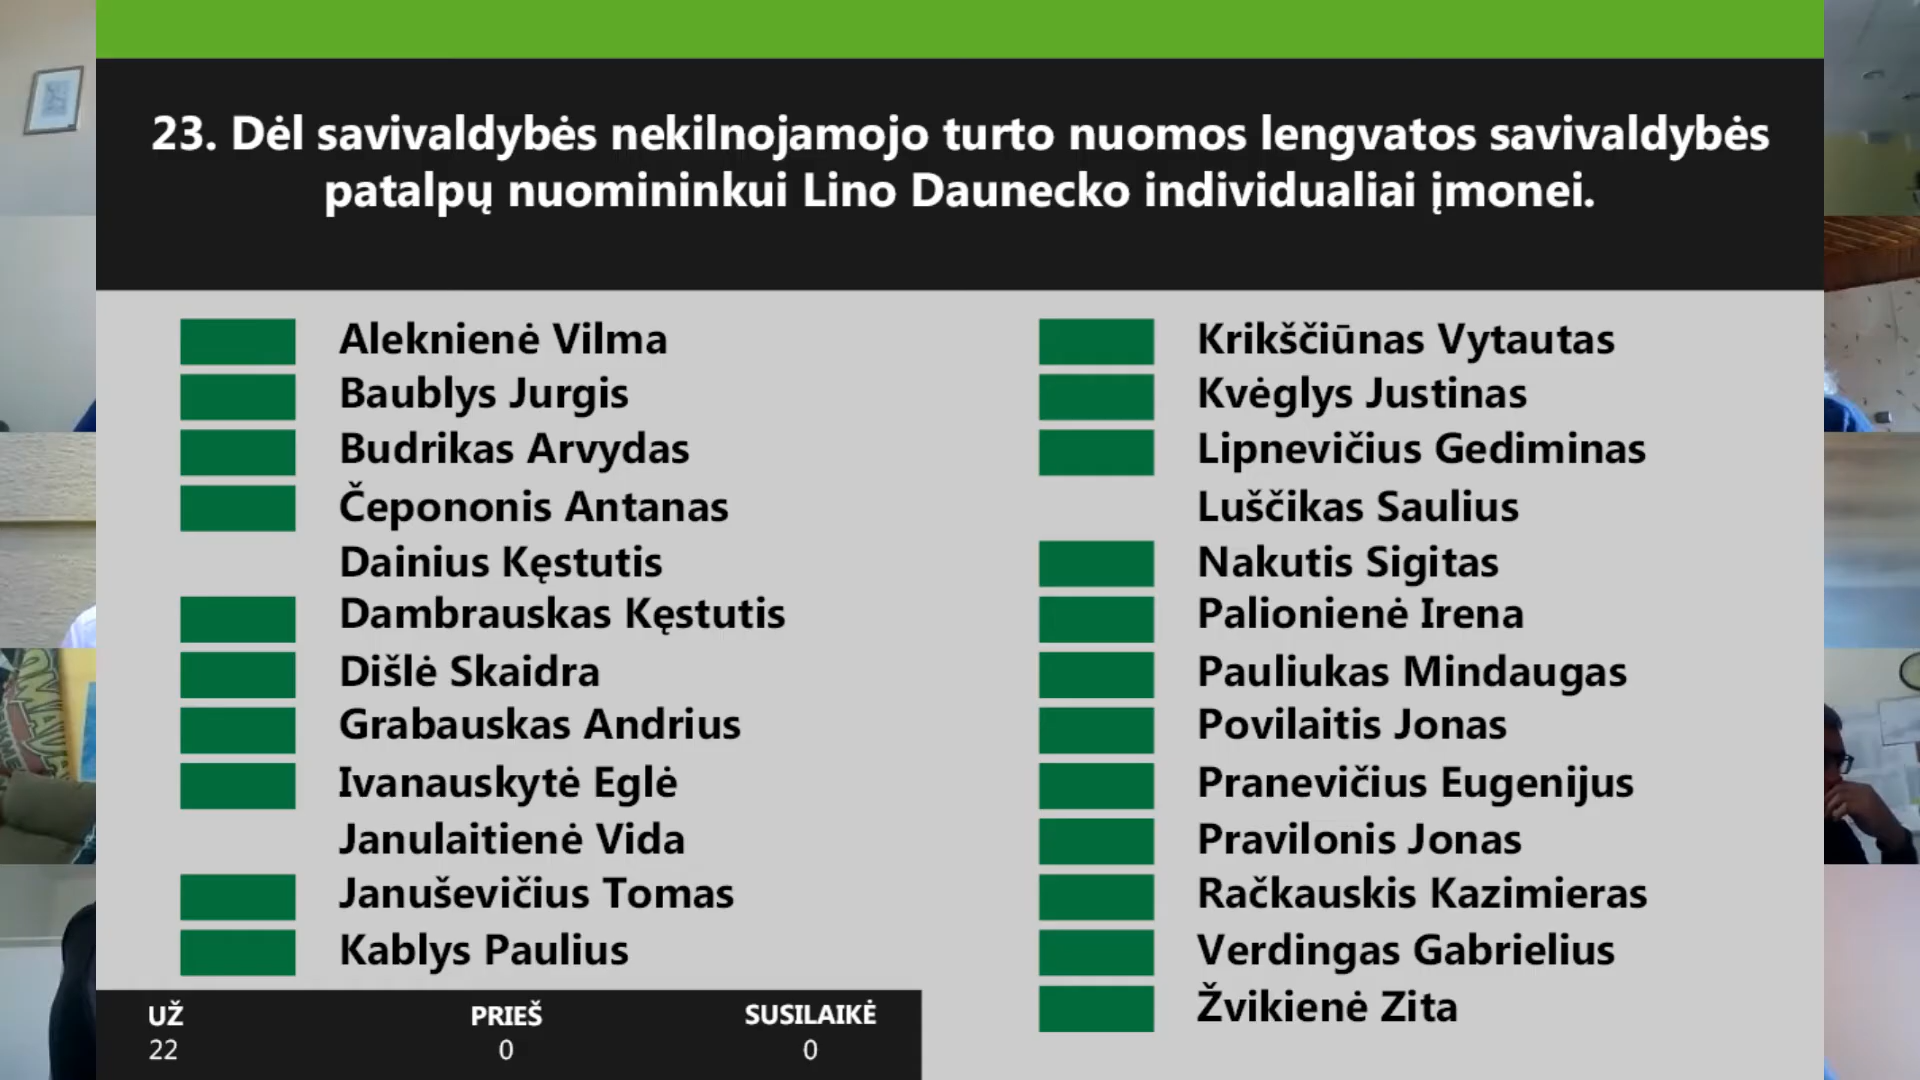 23. Dėl savivaldybės nekilnojamojo turto nuomos lengvatos savivaldybės
patalpų nuomininkui Lino Daunecko individualiai įmonei.
Aleknienė Vilma
Baublys Jurgis
Budrikas Arvydas
Čepononis Antanas
Dainius Kęstutis
Dambrauskas Kęstutis
Dišlė Skaidra
Grabauskas Andrius
Ivanauskytė Eglė
Janulaitienė Vida
Januševičius Tomas
Kablys Paulius
Krikščiūnas Vytautas
Kvėglys Justinas
Lipnevičius Gediminas
Luščikas Saulius
Nakutis Sigitas
Palionienė Irena
Pauliukas Mindaugas
Povilaitis Jonas
Pranevičius Eugenijus
Pravilonis Jonas
Račkauskis Kazimieras
Verdingas Gabrielius
Žvikienė Zita
UŽ PRIEŠ SUSILAIKĖ
22 0 0